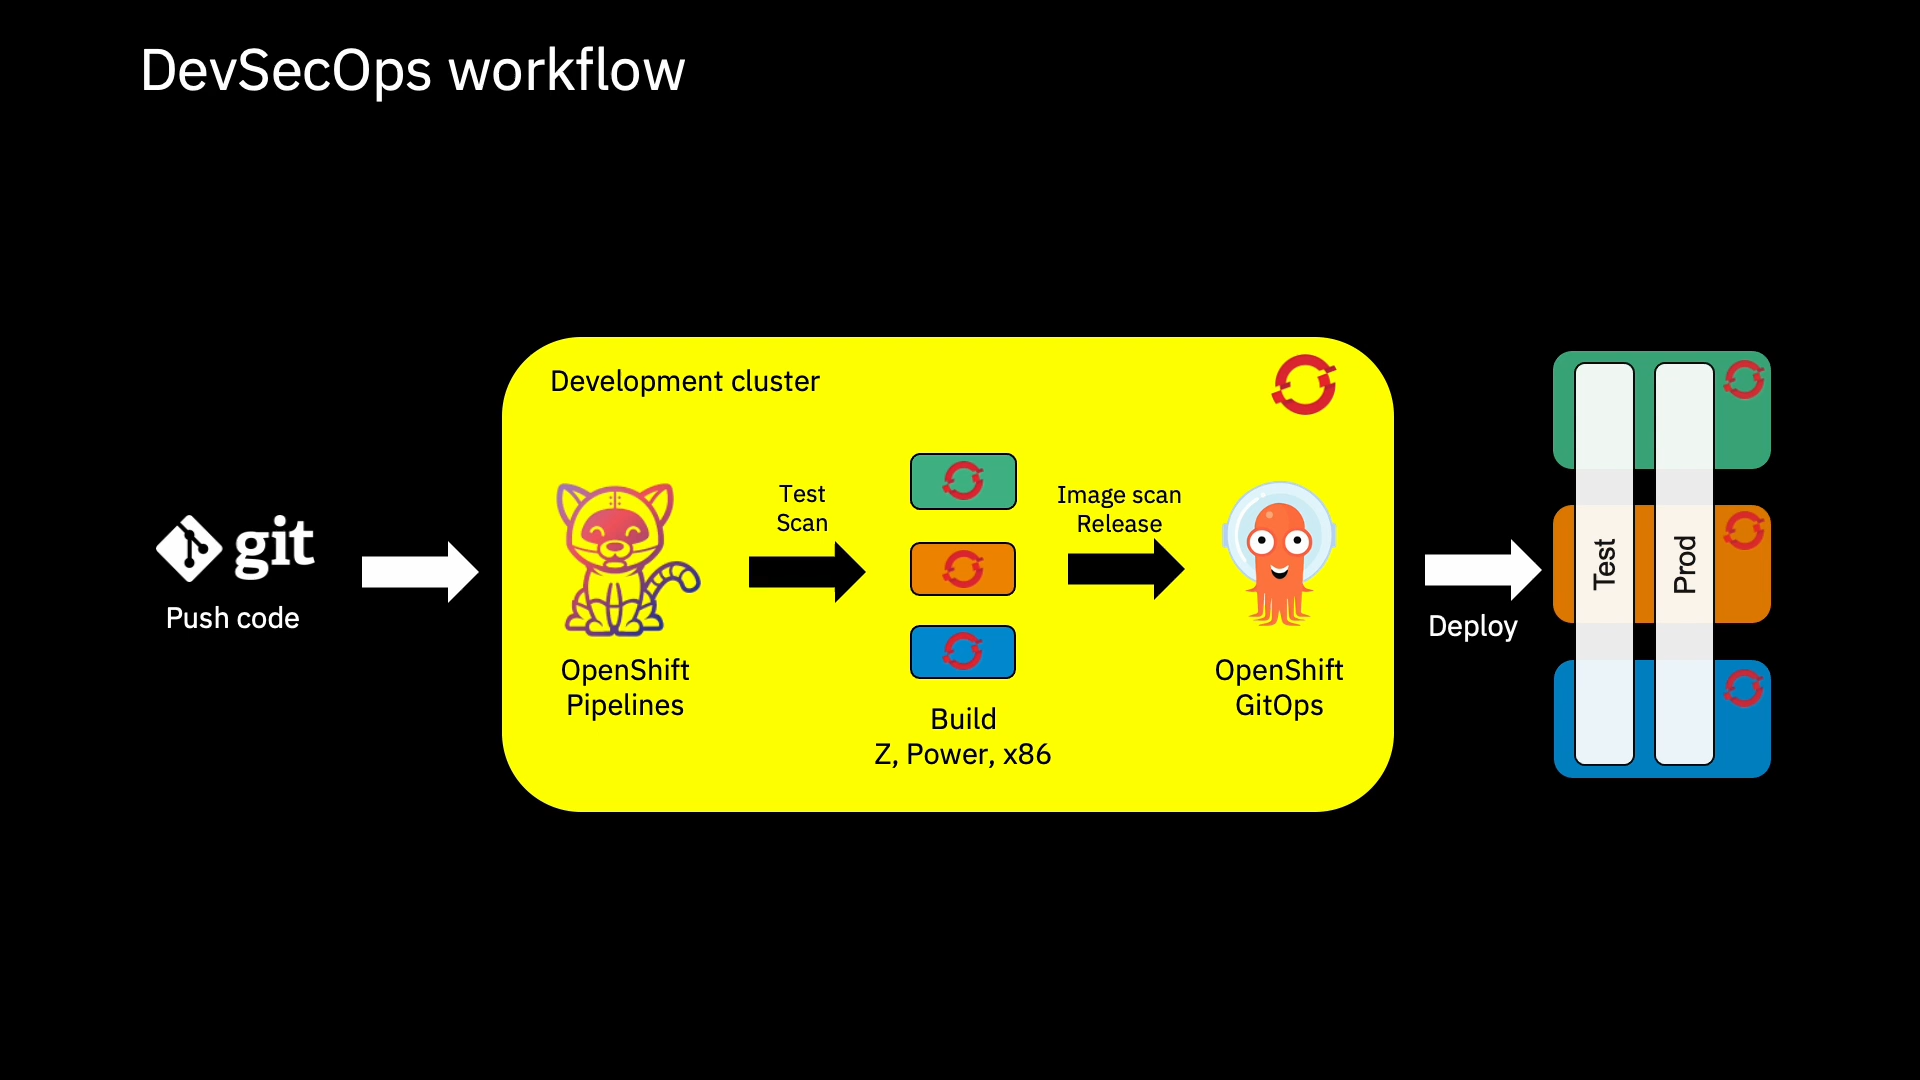 DevSecOps workflow
git
Push code
Development cluster
OpenShift
Pipelines
Test
Scan
Build
Z, Power, x86
Image scan
Release
OpenShift
GitOps
Deploy
Test
Prod